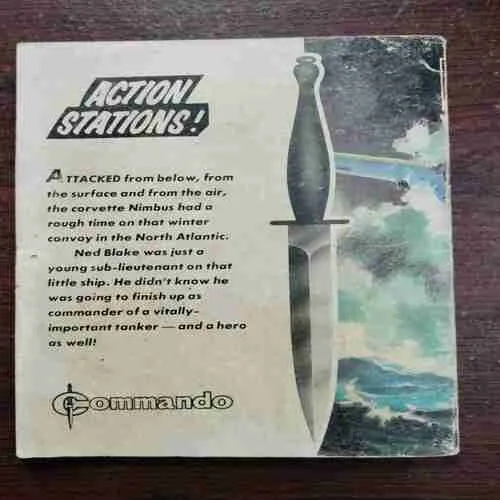 ACTION
STATIONS!
ATTACKED from below, from
the surface and from the air,
the corvette Nimbus had a
rough time on that winter
convoy in the North Atlantic.
Ned Blake was just a
young sub-lieutenant on that
little ship. He didn't know he
was going to finish up as
commander of a vitally-
important tanker — and a hero
as well!
Commando